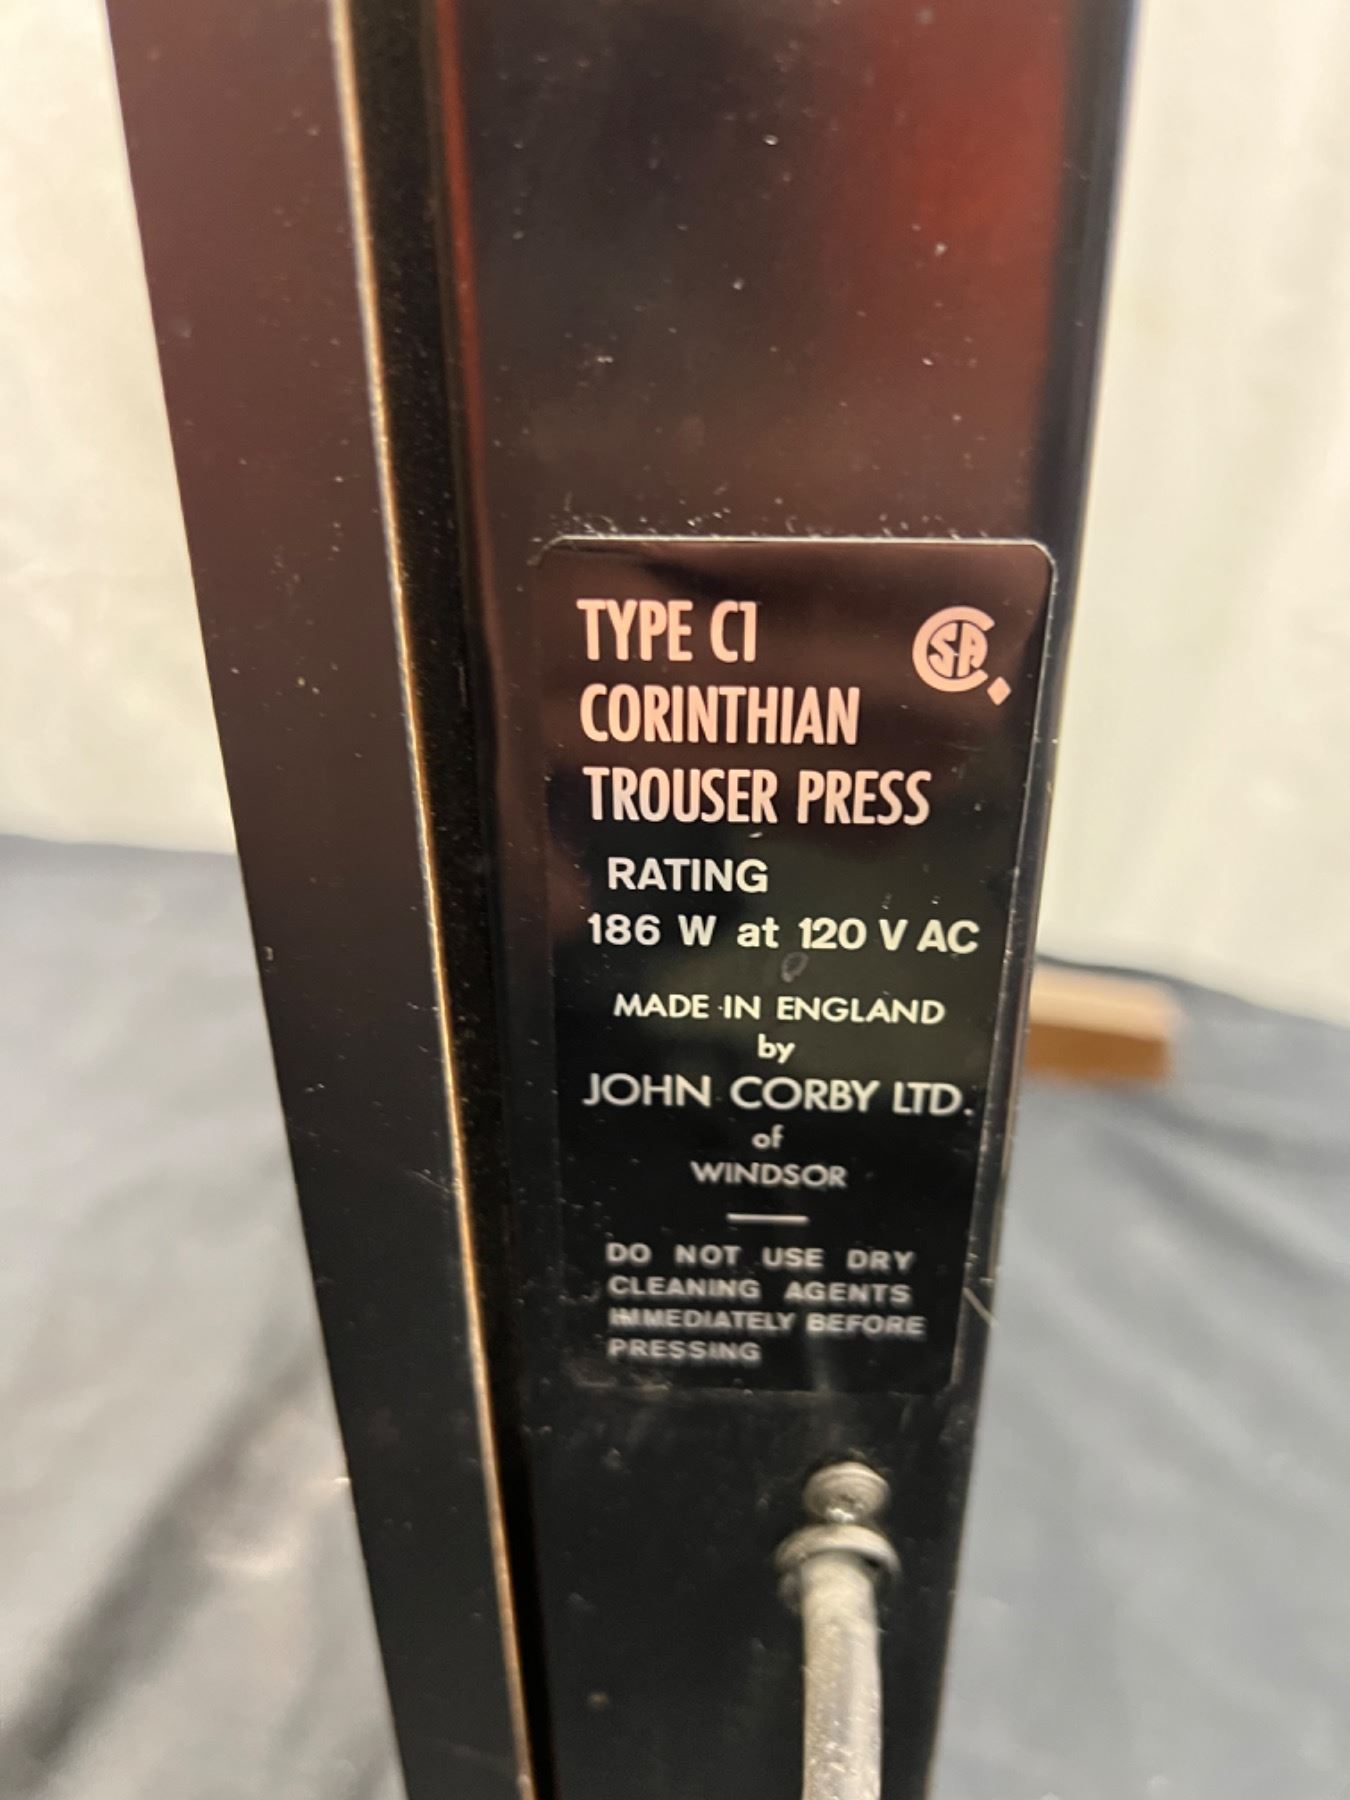 TYPE C1
CSA
CORINTHIAN
TROUSER PRESS
RATING
186 W at 120 V AC
MADE IN ENGLAND
by
JOHN CORBY LTD.
of
WINDSOR
DO NOT USE DRY
CLEANING AGENTS
IMMEDIATELY BEFORE
PRESSING